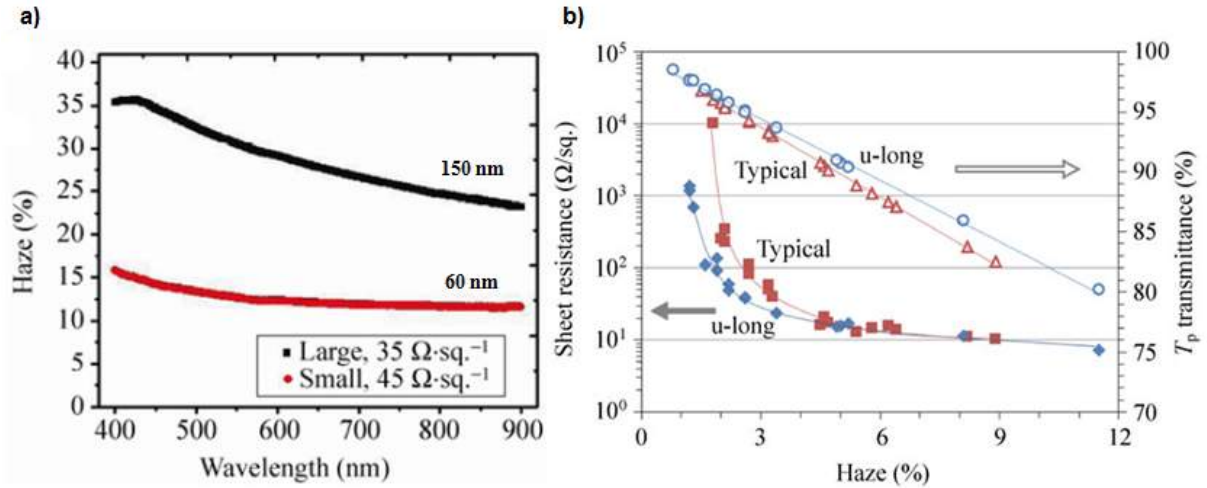 a)
40
35
30
25
20
15
10
5
0
Haze (%)
150 nm
60 nm
Large, 35 Ω·sq.⁻¹
Small, 45 Ω·sq.⁻¹
400 500 600 700 800 900
Wavelength (nm)
b)
10⁵
10⁴
10³
10²
10¹
10⁰
Sheet resistance (Ω/sq.)
u-long
Typical
Typical
u-long
100
95
90
85
80
75
70
Tₚ transmittance (%)
0 3 6 9 12
Haze (%)